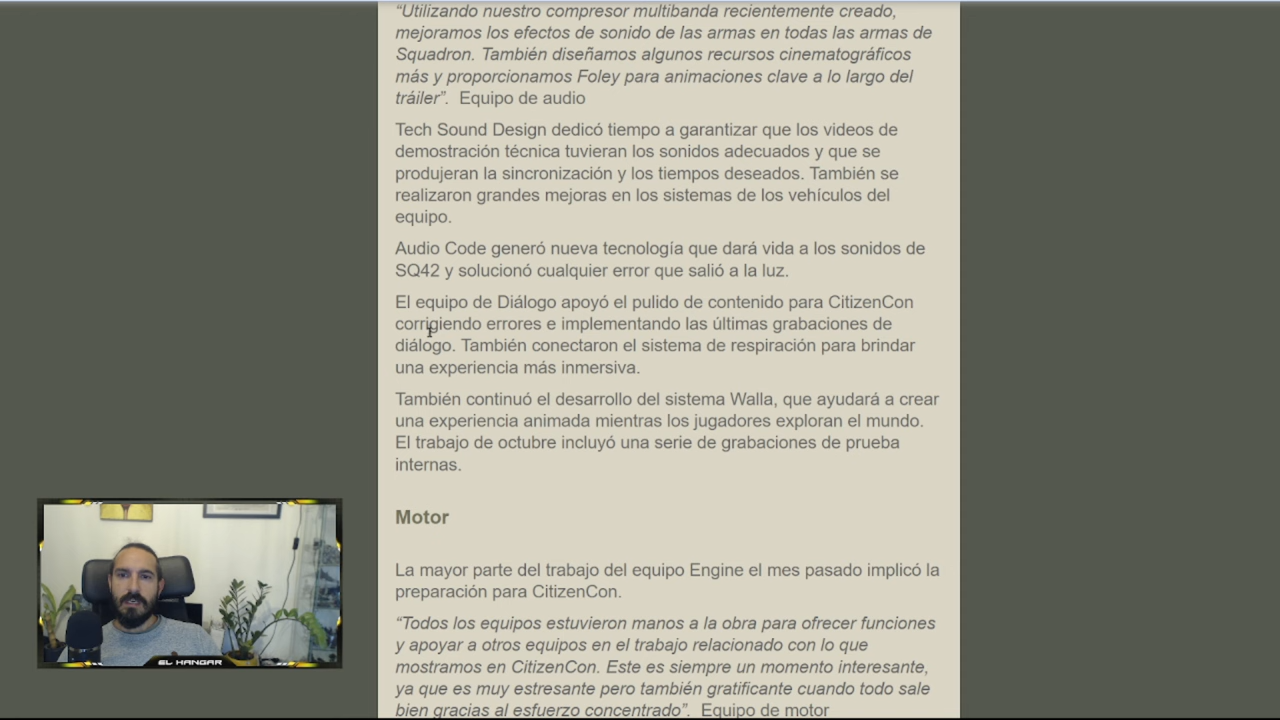 “Utilizando nuestro compresor multibanda recientemente creado,
mejoramos los efectos de sonido de las armas en todas las armas de
Squadron. También diseñamos algunos recursos cinematográficos
más y proporcionamos Foley para animaciones clave a lo largo del
tráiler”. Equipo de audio
Tech Sound Design dedicó tiempo a garantizar que los videos de
demostración técnica tuvieran los sonidos adecuados y que se
produjeran la sincronización y los tiempos deseados. También se
realizaron grandes mejoras en los sistemas de los vehículos del
equipo.
Audio Code generó nueva tecnología que dará vida a los sonidos de
SQ42 y solucionó cualquier error que salió a la luz.
El equipo de Diálogo apoyó el pulido de contenido para CitizenCon
corrigiendo errores e implementando las últimas grabaciones de
diálogo. También conectaron el sistema de respiración para brindar
una experiencia más inmersiva.
También continuó el desarrollo del sistema Walla, que ayudará a crear
una experiencia animada mientras los jugadores exploran el mundo.
El trabajo de octubre incluyó una serie de grabaciones de prueba
internas.
Motor
La mayor parte del trabajo del equipo Engine el mes pasado implicó la
preparación para CitizenCon.
“Todos los equipos estuvieron manos a la obra para ofrecer funciones
y apoyar a otros equipos en el trabajo relacionado con lo que
mostramos en CitizenCon. Este es siempre un momento interesante,
ya que es muy estresante pero también gratificante cuando todo sale
bien gracias al esfuerzo concentrado”. Equipo de motor
EL HANGAR